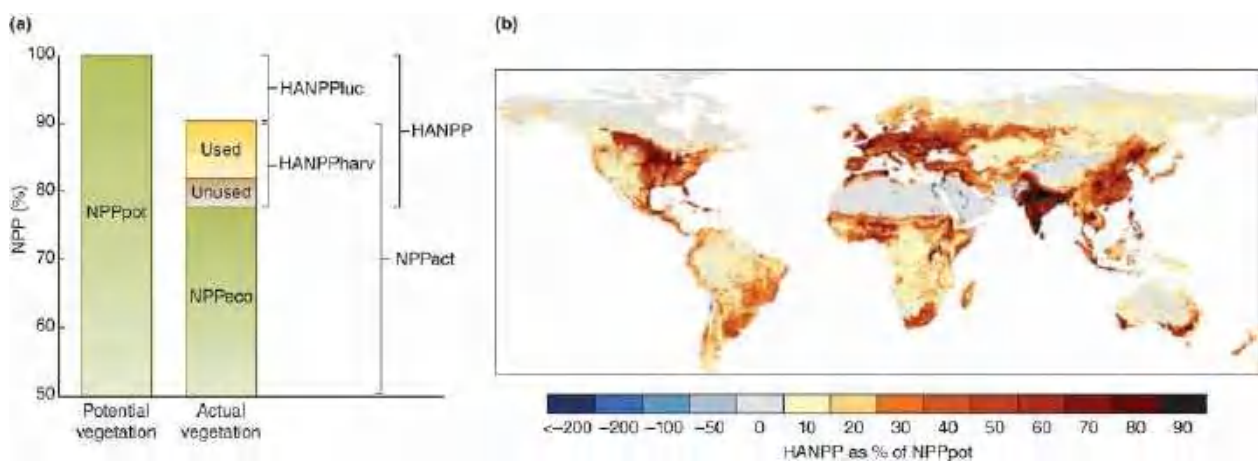 (a)
100
90
80
70
60
50
NPP (%)
NPPpot
Used
Unused
NPPeco
HANPPluc
HANPPharv
HANPP
NPPact
Potential
vegetation
Actual
vegetation
(b)
<–200 –200 –100 –50 0 10 20 30 40 50 60 70 80 90
HANPP as % of NPPpot